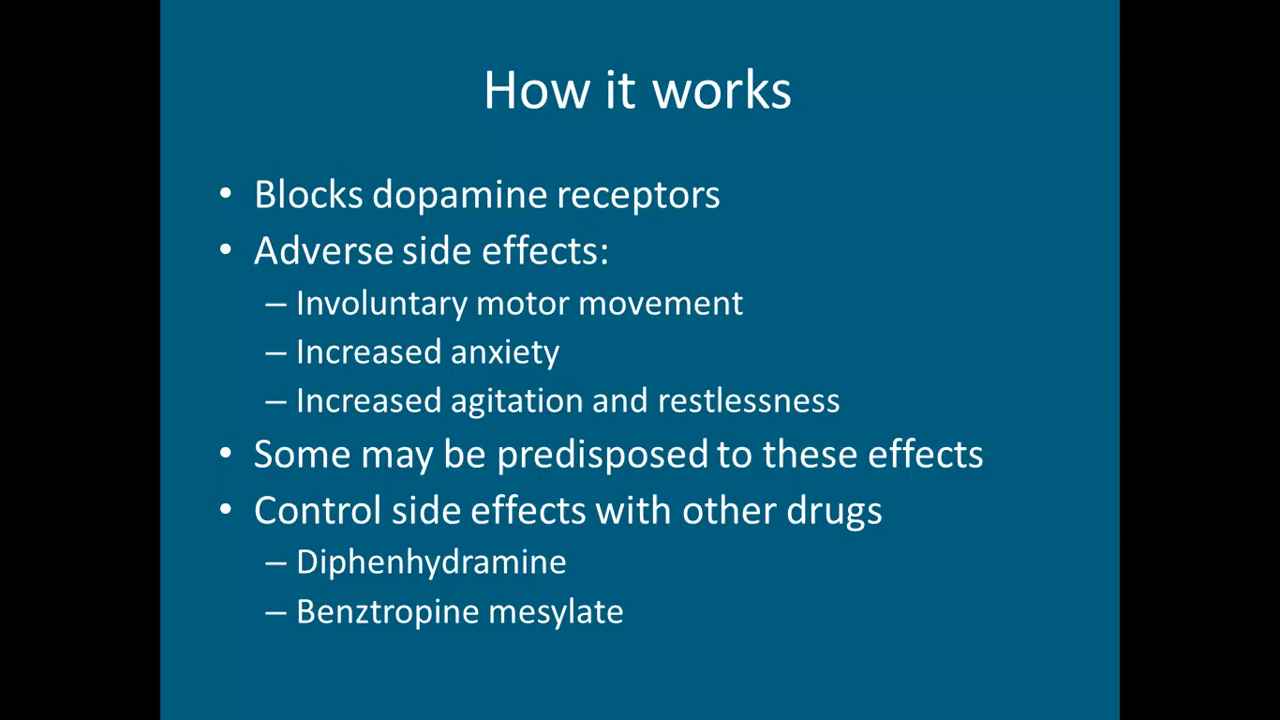 How it works
• Blocks dopamine receptors
• Adverse side effects:
– Involuntary motor movement
– Increased anxiety
– Increased agitation and restlessness
• Some may be predisposed to these effects
• Control side effects with other drugs
– Diphenhydramine
– Benztropine mesylate